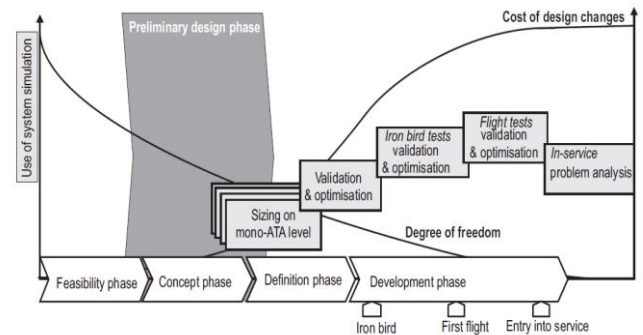 Preliminary design phase
Cost of design changes
Use of system simulation
Iron bird tests
validation
& optimisation
Flight tests
validation
& optimisation
In-service
problem analysis
Validation
& optimisation
Sizing on
mono-ATA level
Degree of freedom
Feasibility phase
Concept phase
Definition phase
Development phase
Iron bird
First flight
Entry into service